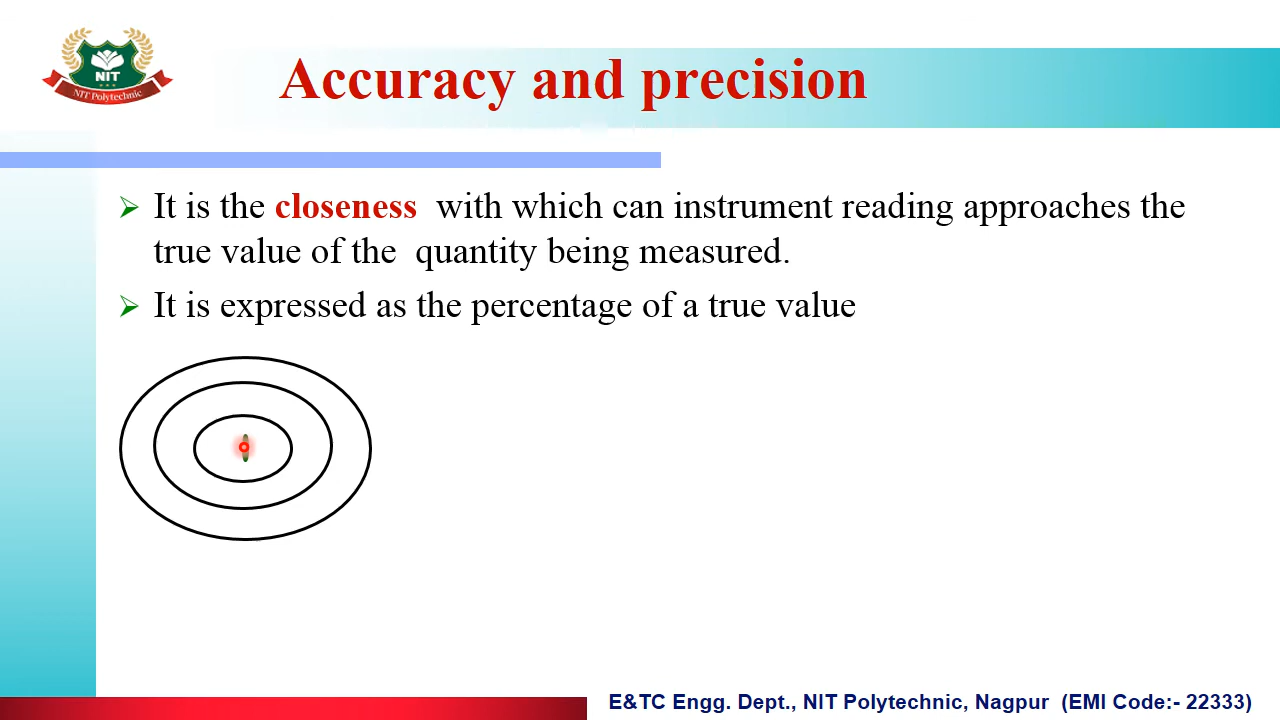 NIT
NIT Polytechnic
Accuracy and precision
It is the closeness with which can instrument reading approaches the
true value of the quantity being measured.
It is expressed as the percentage of a true value
E&TC Engg. Dept., NIT Polytechnic, Nagpur (EMI Code:- 22333)